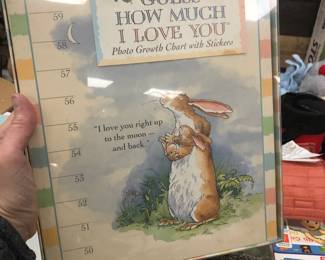 GUESS
HOW MUCH
I LOVE YOU
Photo Growth Chart with Stickers
59
58
57
56
55
"I love you right up
to the moon —
and back."
54
53
52
51
50